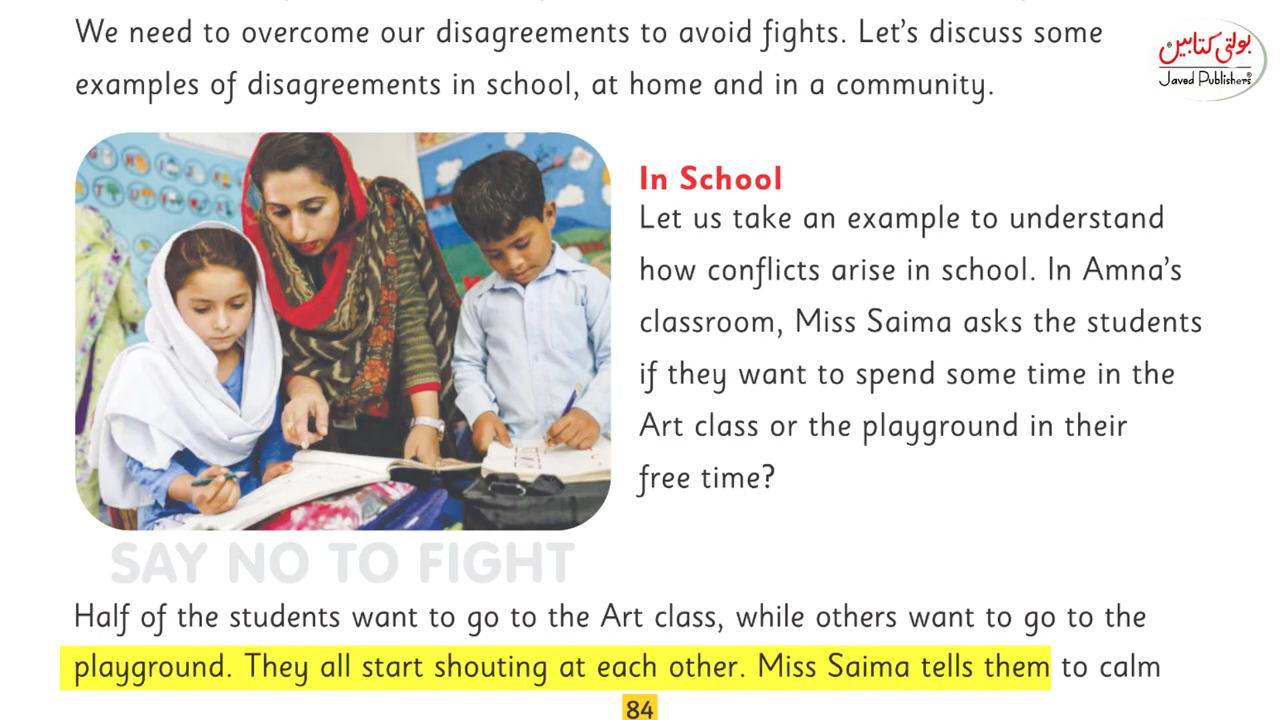 We need to overcome our disagreements to avoid fights. Let's discuss some
examples of disagreements in school, at home and in a community.
بولتی کتابیں
Javed Publishers®
In School
Let us take an example to understand
how conflicts arise in school. In Amna's
classroom, Miss Saima asks the students
if they want to spend some time in the
Art class or the playground in their
free time?
SAY NO TO FIGHT
Half of the students want to go to the Art class, while others want to go to the
playground. They all start shouting at each other. Miss Saima tells them to calm
84